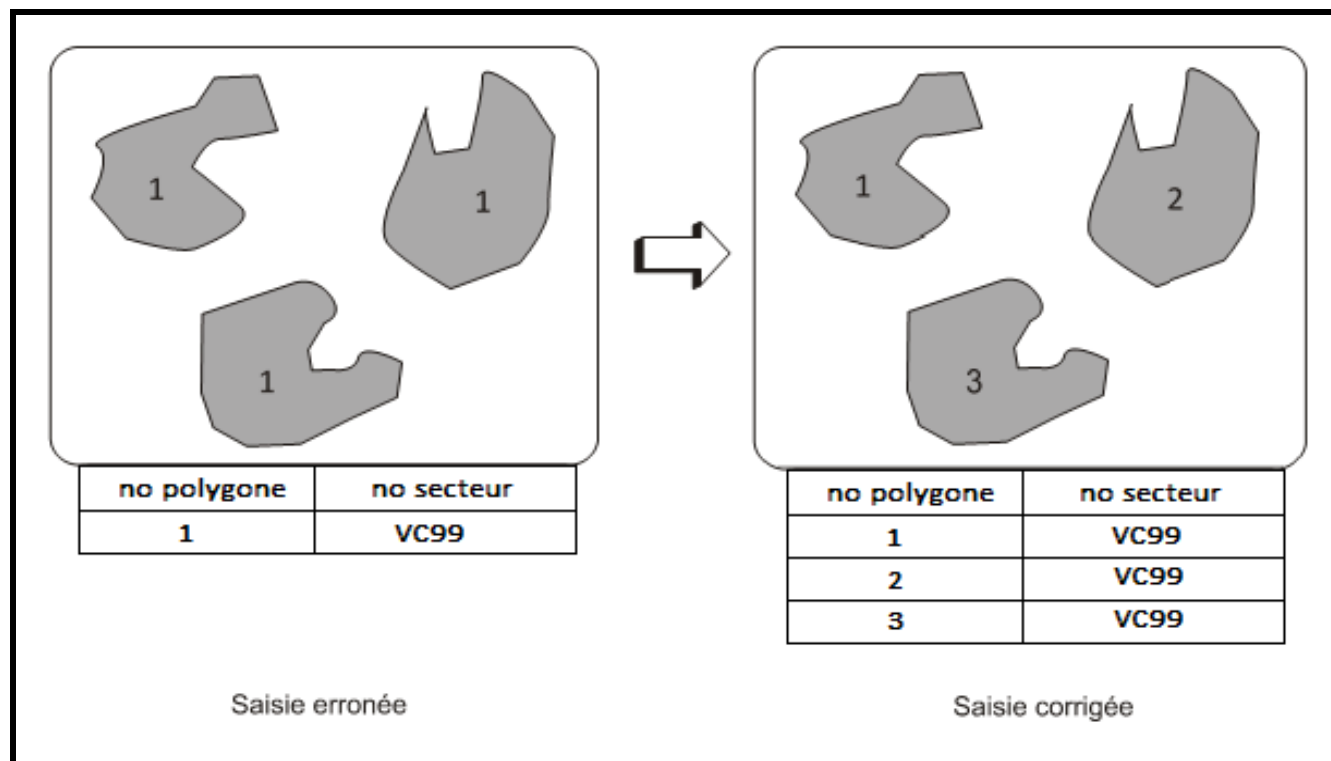 1
1
1
no polygone no secteur
1 VC99
Saisie erronée
1
2
3
no polygone no secteur
1 VC99
2 VC99
3 VC99
Saisie corrigée